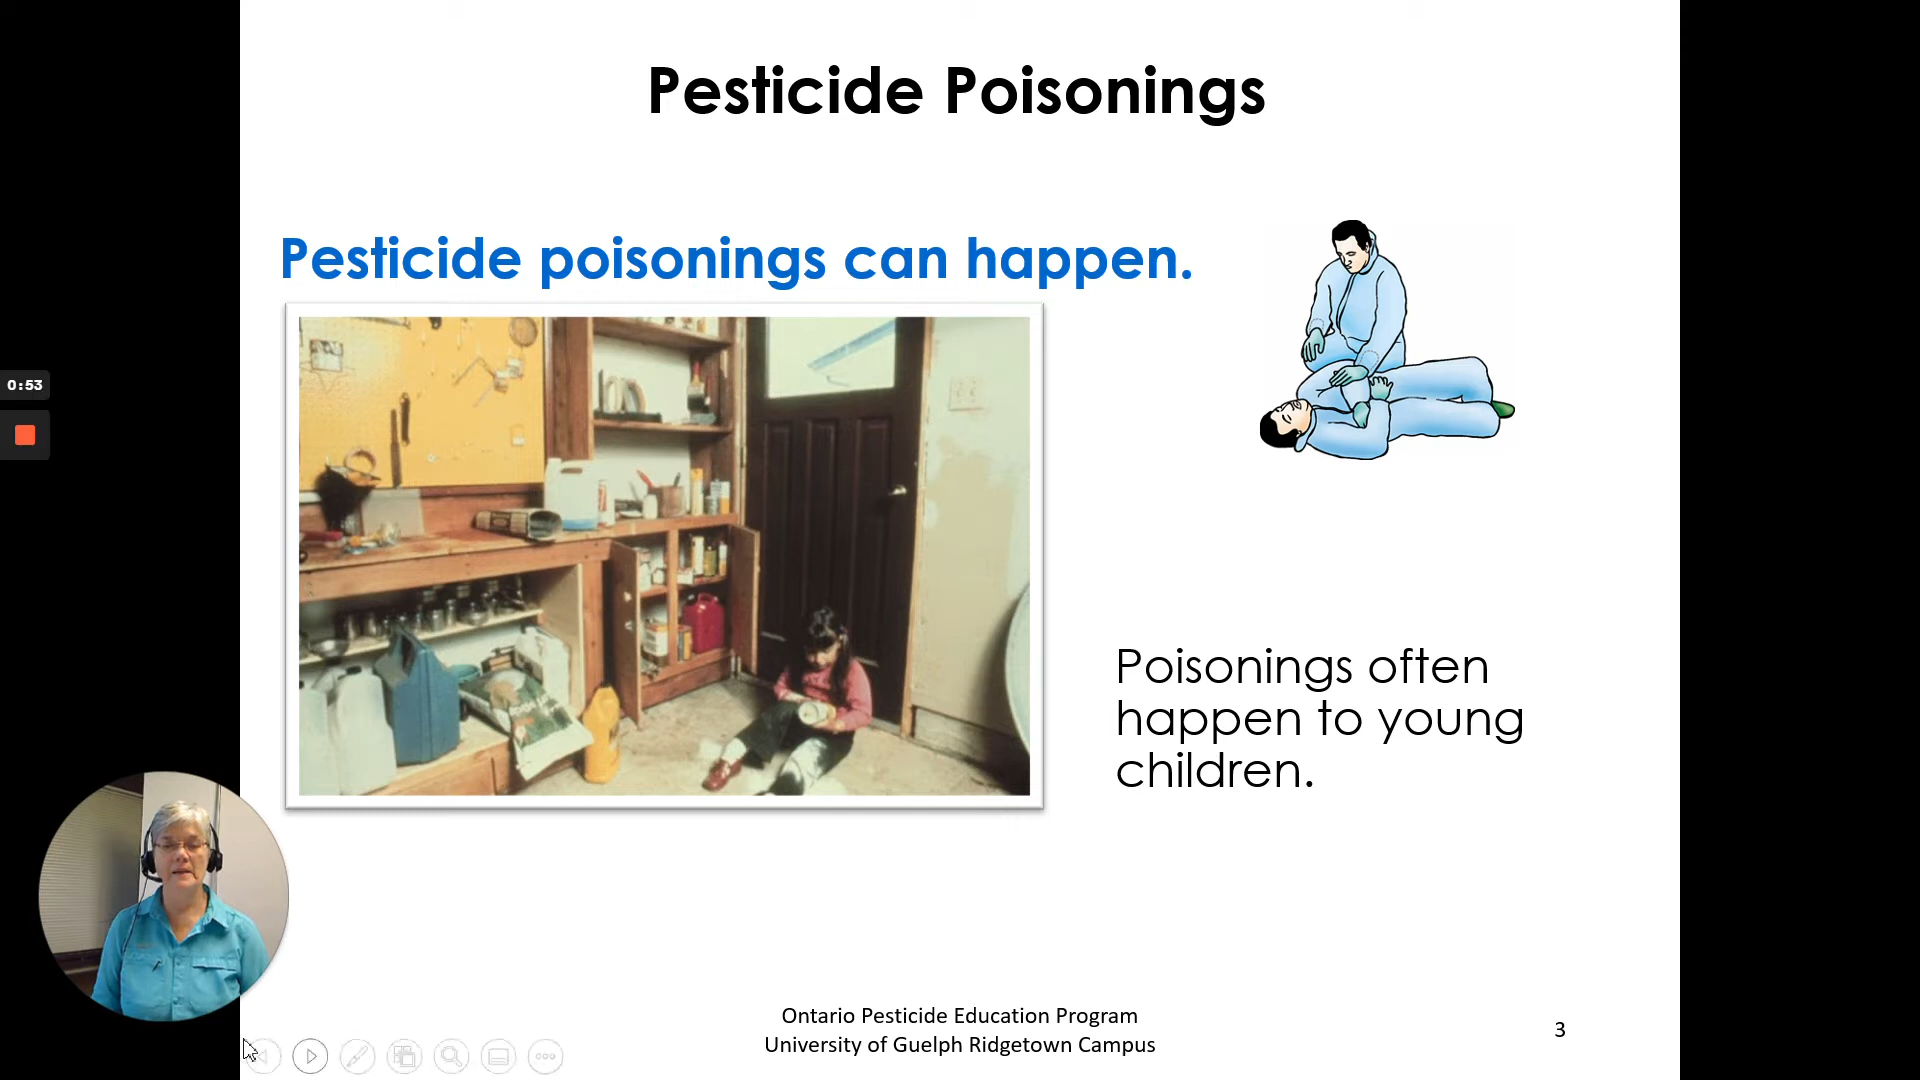 Pesticide Poisonings
Pesticide poisonings can happen.
0:53
Poisonings often
happen to young
children.
Ontario Pesticide Education Program
University of Guelph Ridgetown Campus
3